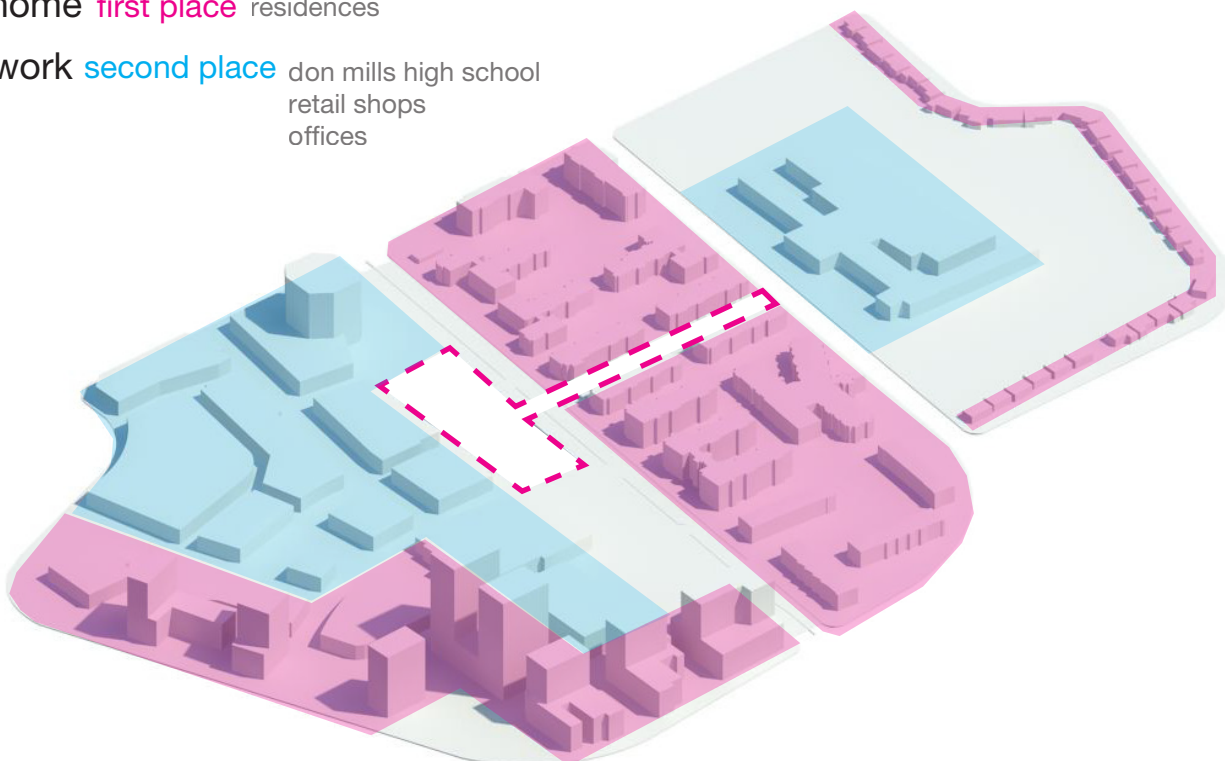 home first place residences
work second place don mills high school
retail shops
offices